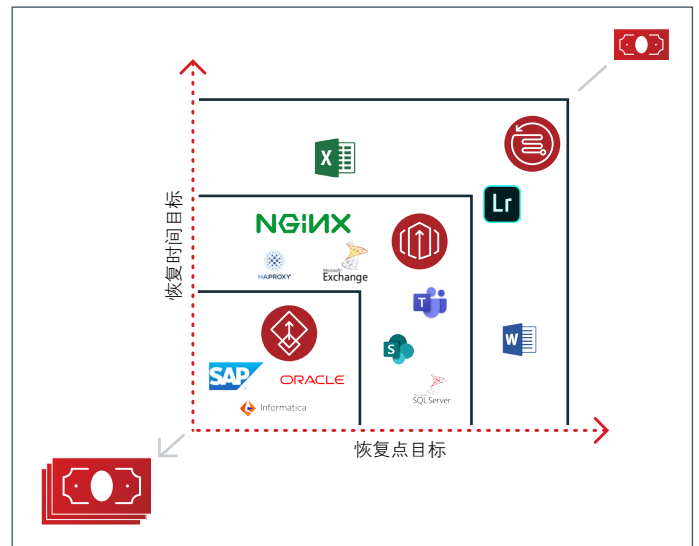 X
Lr
恢复时间目标
NGiNX
HAPROXY
Microsoft
Exchange
T
S
W
SAP
ORACLE
Informatica
SQL Server
恢复点目标